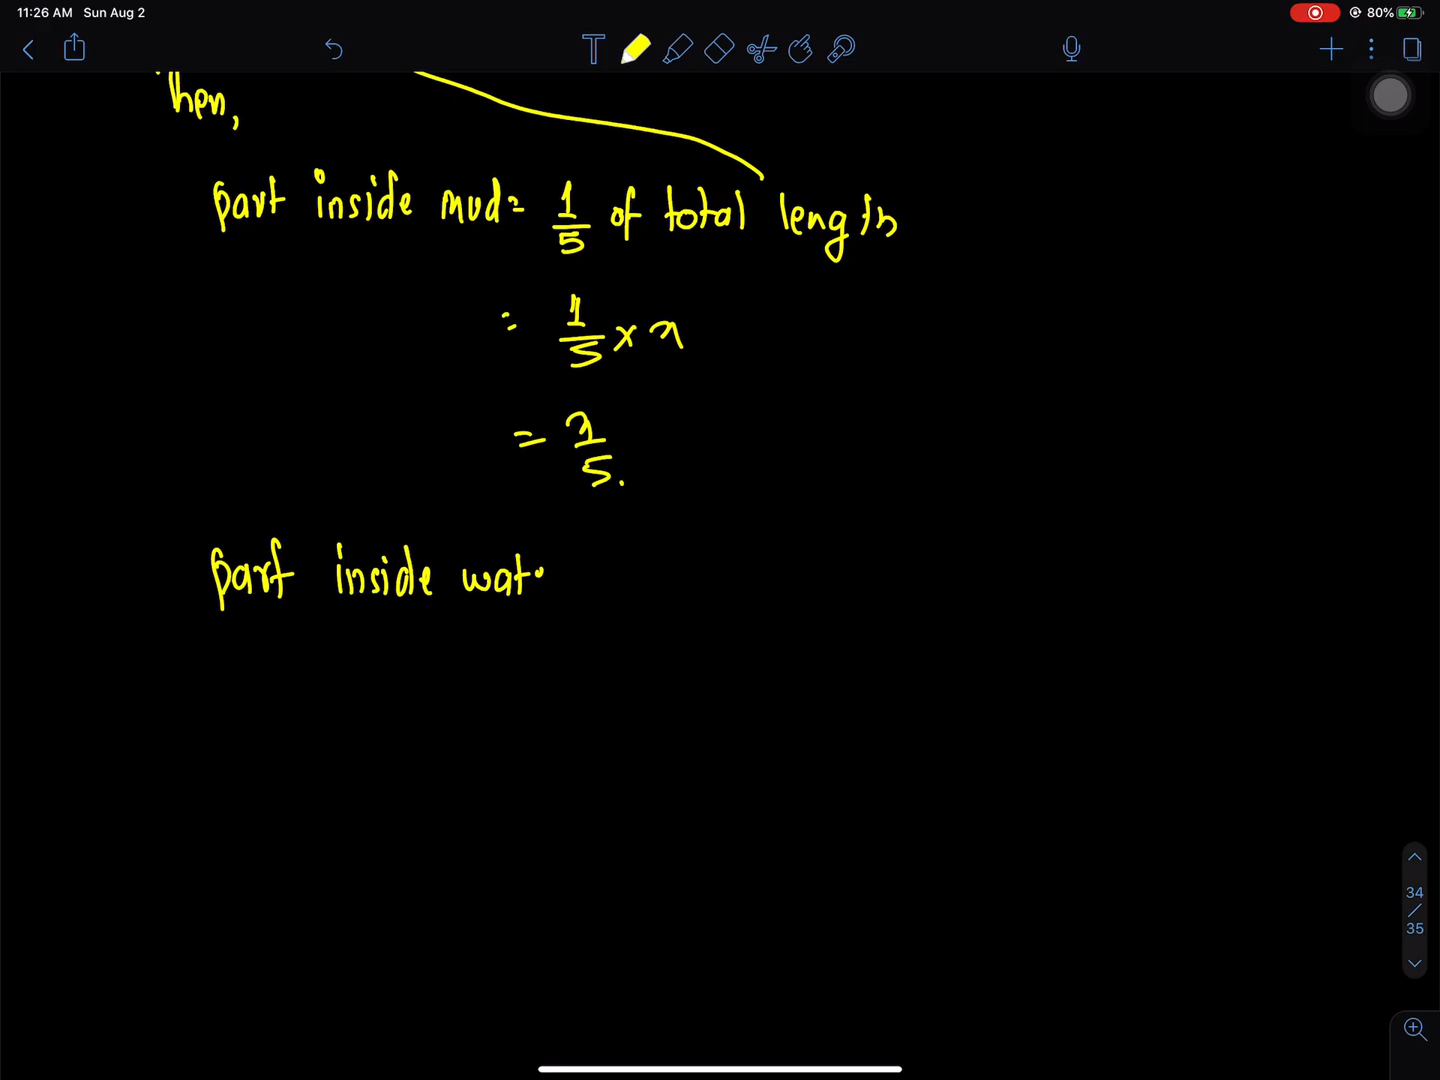 11:26 AM Sun Aug 2
80%
Then,
part inside mud = 1/5 of total length
= 1/5 × x
= x/5.
part inside wat
34
/
35